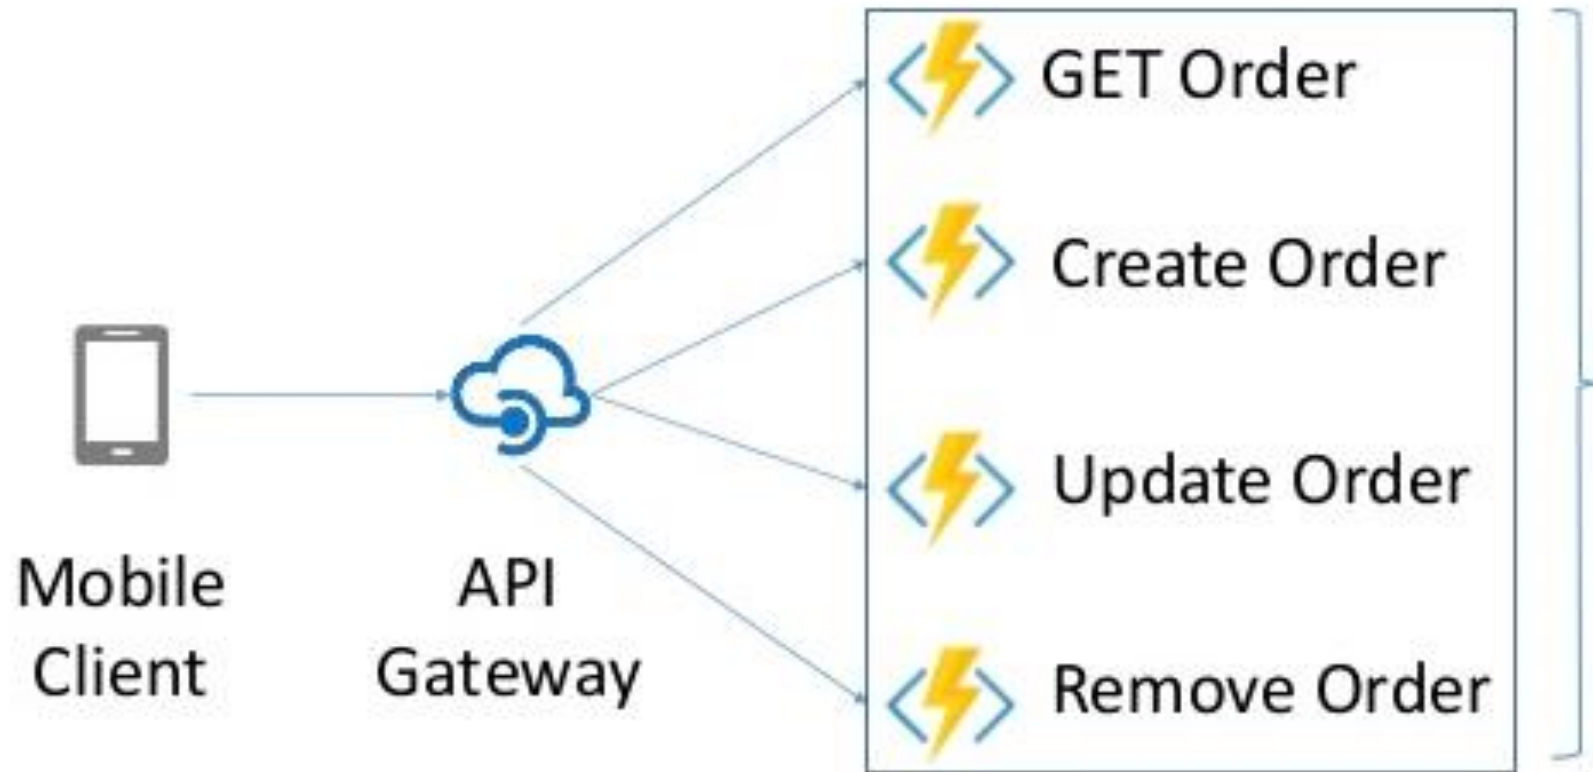 GET Order
Create Order
Update Order
Remove Order
Mobile
Client
API
Gateway